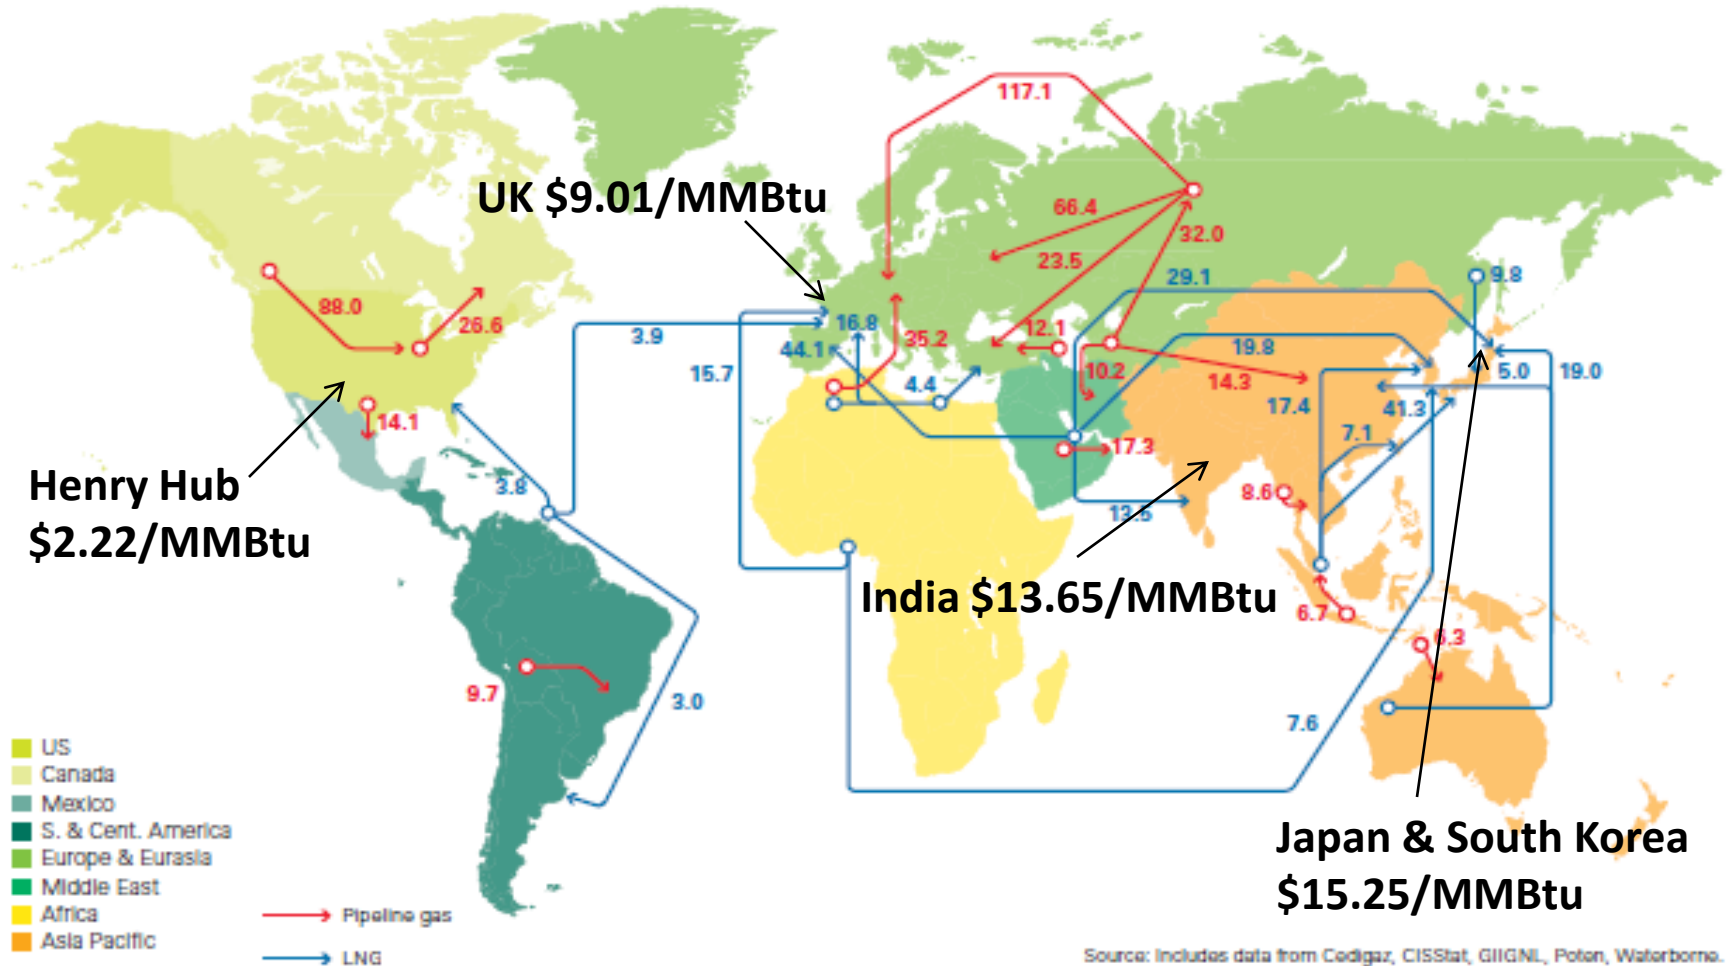 117.1
UK $9.01/MMBtu
66.4
32.0
23.5
29.1
9.8
88.0
26.6
3.9
16.8
44.1
35.2
12.1
19.8
15.7
4.4
10.2
14.3
5.0
19.0
17.4
41.3
14.1
7.1
17.3
Henry Hub
$2.22/MMBtu
3.8
8.6
13.5
India $13.65/MMBtu
6.7
6.3
9.7
3.0
7.6
US
Canada
Mexico
S. & Cent. America
Europe & Eurasia
Middle East
Africa
Asia Pacific
Pipeline gas
LNG
Japan & South Korea
$15.25/MMBtu
Source: Includes data from Cedigaz, CISStat, GIIGNL, Poten, Waterborne.